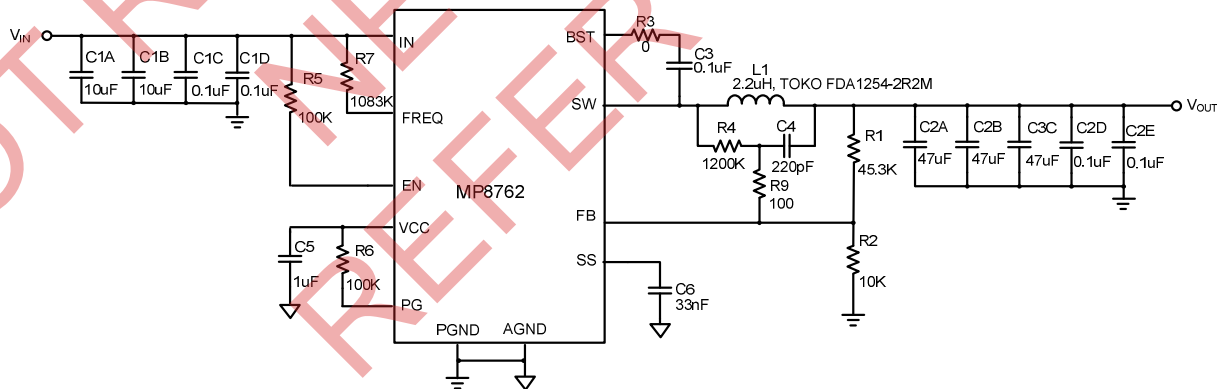 VIN
C1A
10uF
C1B
10uF
C1C
0.1uF
C1D
0.1uF
R5
100K
R7
1083K
IN
FREQ
EN
VCC
PG
C5
1uF
R6
100K
MP8762
PGND
AGND
BST
SW
FB
SS
R3
0
C3
0.1uF
L1
2.2uH, TOKO FDA1254-2R2M
R4
1200K
C4
220pF
R9
100
R1
45.3K
R2
10K
C6
33nF
C2A
47uF
C2B
47uF
C3C
47uF
C2D
0.1uF
C2E
0.1uF
VOUT
REFER